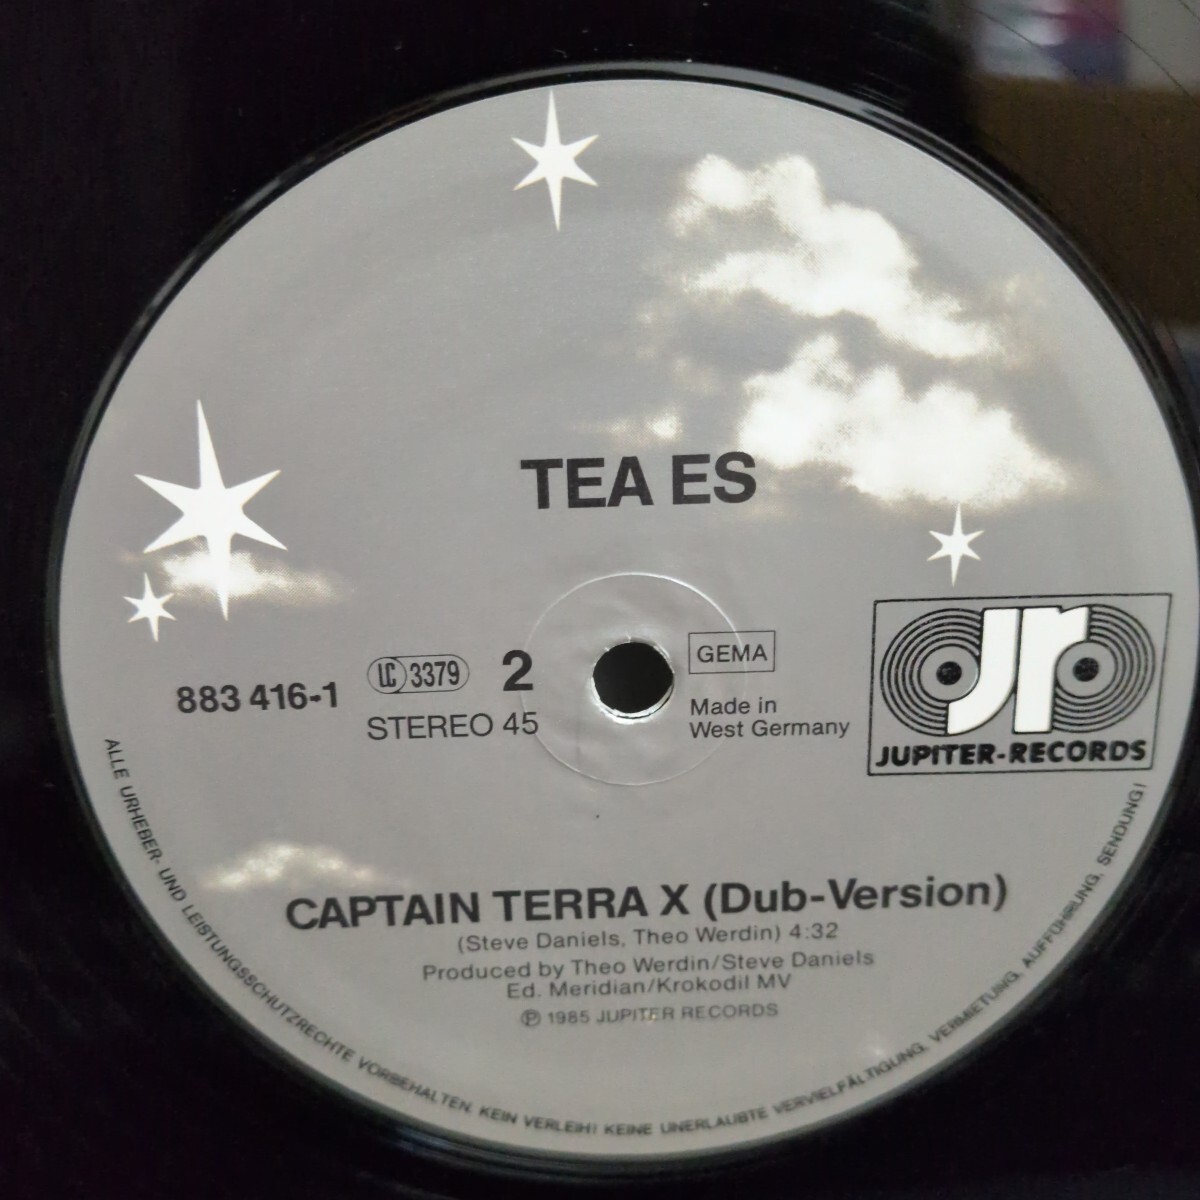 TEA ES
883 416-1
LC 3379
2
STEREO 45
GEMA
Made in
West Germany
jr
JUPITER-RECORDS
CAPTAIN TERRA X (Dub-Version)
(Steve Daniels, Theo Werdin) 4:32
Produced by Theo Werdin/Steve Daniels
Ed. Meridian/Krokodil MV
℗ 1985 JUPITER RECORDS
ALLE URHEBER- UND LEISTUNGSSCHUTZRECHTE VORBEHALTEN. KEIN VERLEIH! KEINE UNERLAUBTE VERVIELFÄLTIGUNG, VERMIETUNG, AUFFÜHRUNG, SENDUNG!